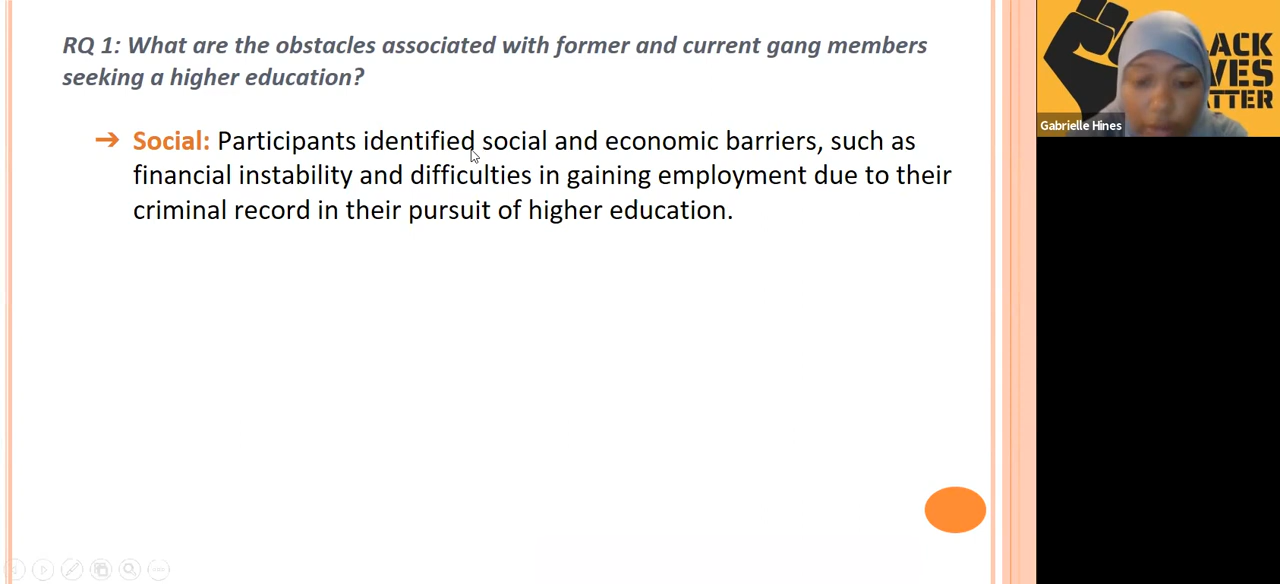 RQ 1: What are the obstacles associated with former and current gang members
seeking a higher education?
→ Social: Participants identified social and economic barriers, such as
financial instability and difficulties in gaining employment due to their
criminal record in their pursuit of higher education.
ACK
VES
TTER
Gabrielle Hines